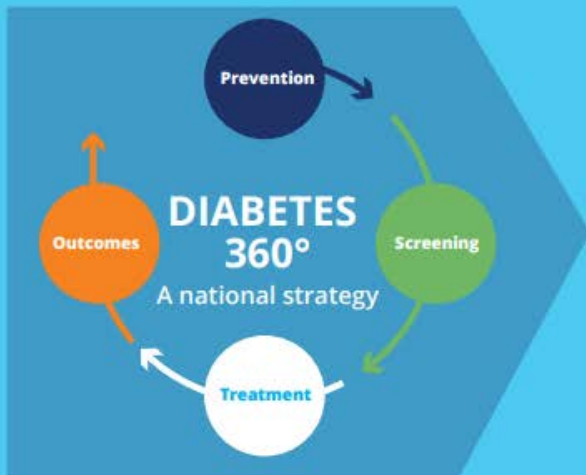 Prevention
DIABETES
360°
A national strategy
Outcomes
Screening
Treatment